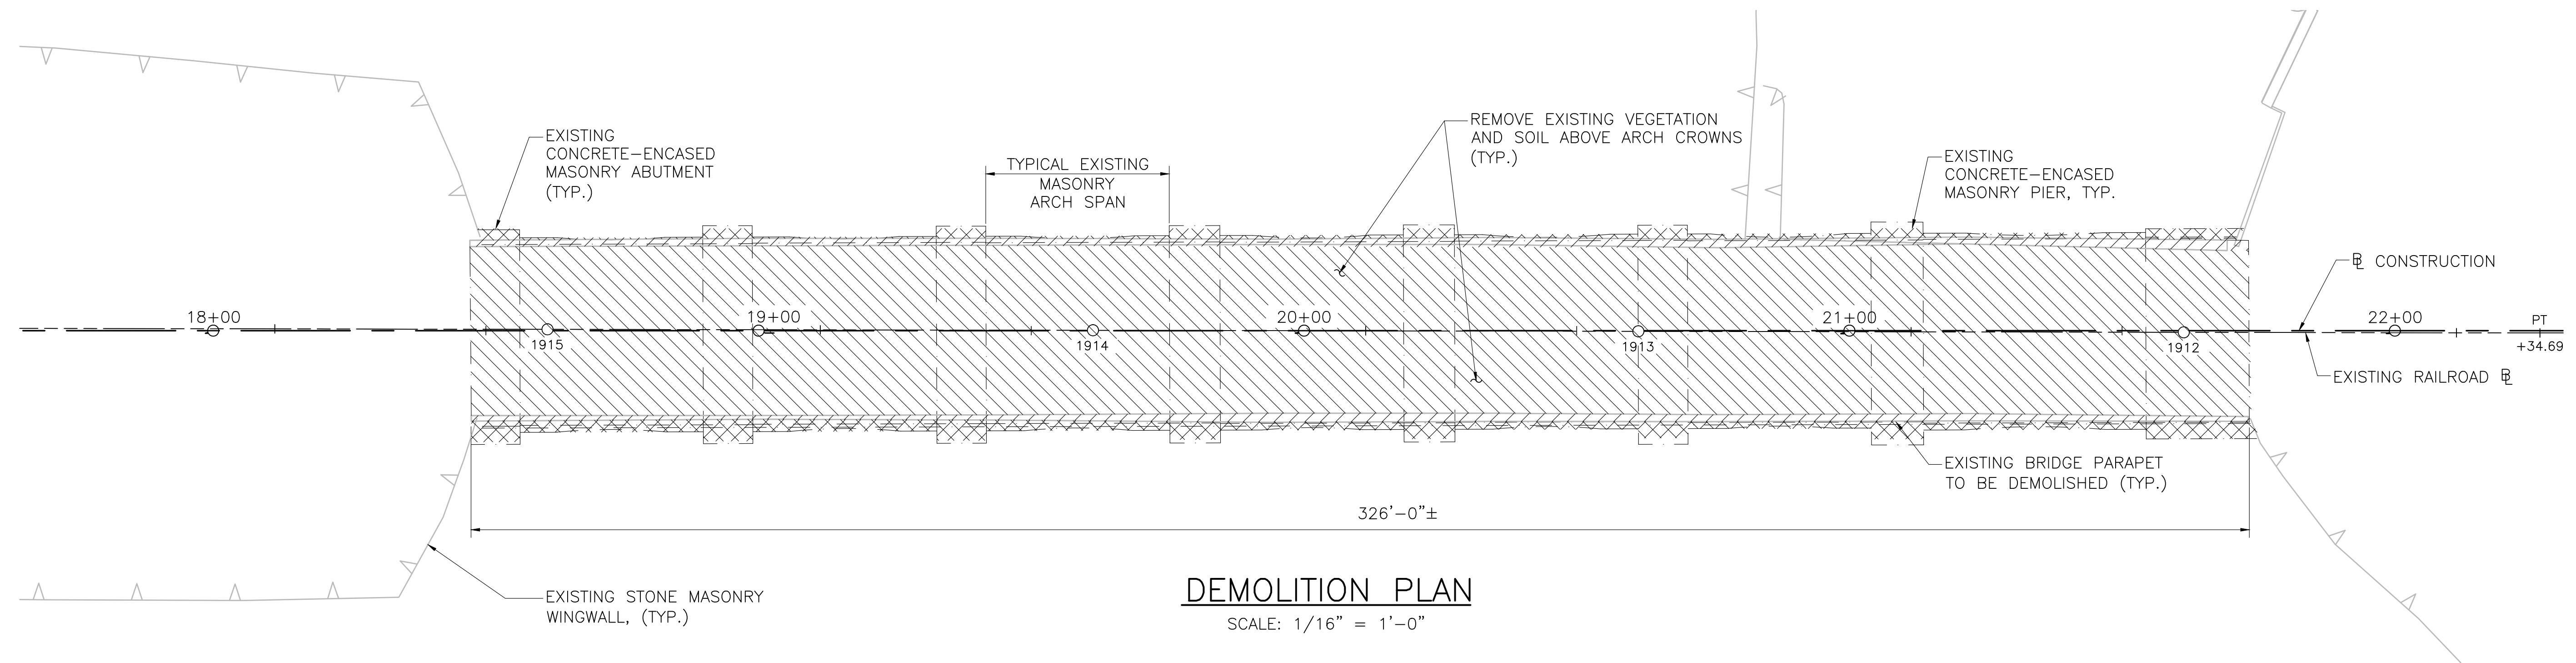 EXISTING
CONCRETE-ENCASED
MASONRY ABUTMENT
(TYP.)
TYPICAL EXISTING
MASONRY
ARCH SPAN
REMOVE EXISTING VEGETATION
AND SOIL ABOVE ARCH CROWNS
(TYP.)
EXISTING
CONCRETE-ENCASED
MASONRY PIER, TYP.
BL CONSTRUCTION
18+00
19+00
20+00
21+00
22+00
PT
+34.69
1915
1914
1913
1912
EXISTING RAILROAD BL
EXISTING BRIDGE PARAPET
TO BE DEMOLISHED (TYP.)
326'-0"±
EXISTING STONE MASONRY
WINGWALL, (TYP.)
DEMOLITION PLAN
SCALE: 1/16" = 1'-0"